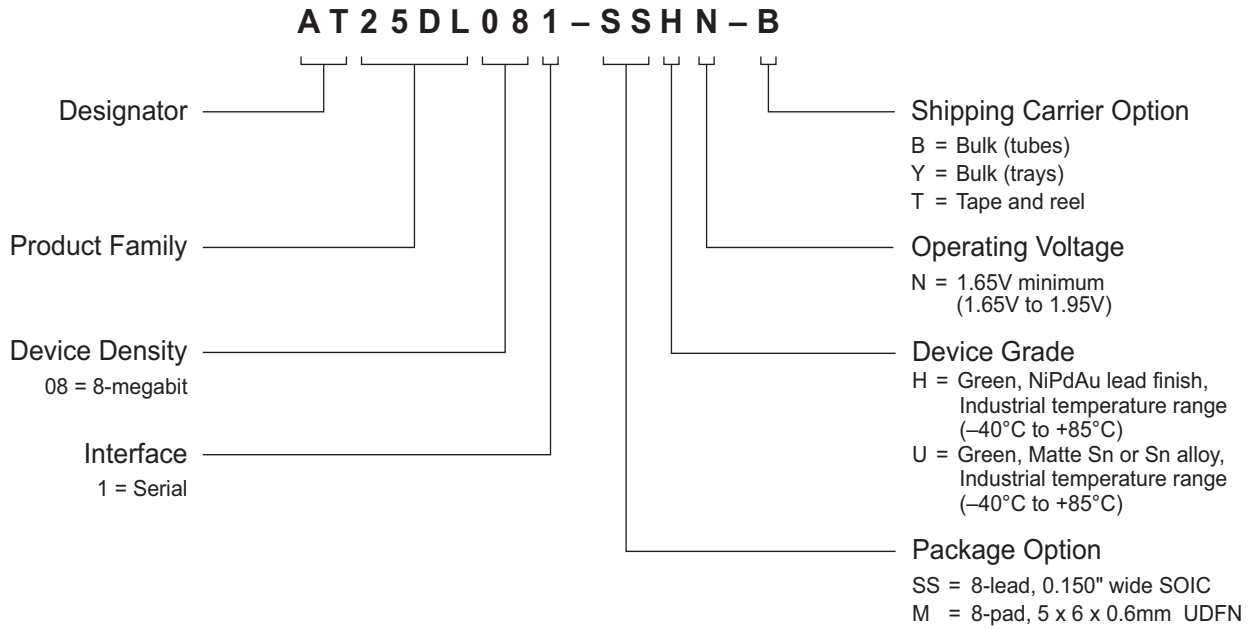 AT25DL081–SSHN–B
Designator
Product Family
Device Density
08 = 8-megabit
Interface
1 = Serial
Shipping Carrier Option
B = Bulk (tubes)
Y = Bulk (trays)
T = Tape and reel
Operating Voltage
N = 1.65V minimum
(1.65V to 1.95V)
Device Grade
H = Green, NiPdAu lead finish,
Industrial temperature range
(–40°C to +85°C)
U = Green, Matte Sn or Sn alloy,
Industrial temperature range
(–40°C to +85°C)
Package Option
SS = 8-lead, 0.150" wide SOIC
M = 8-pad, 5 x 6 x 0.6mm UDFN